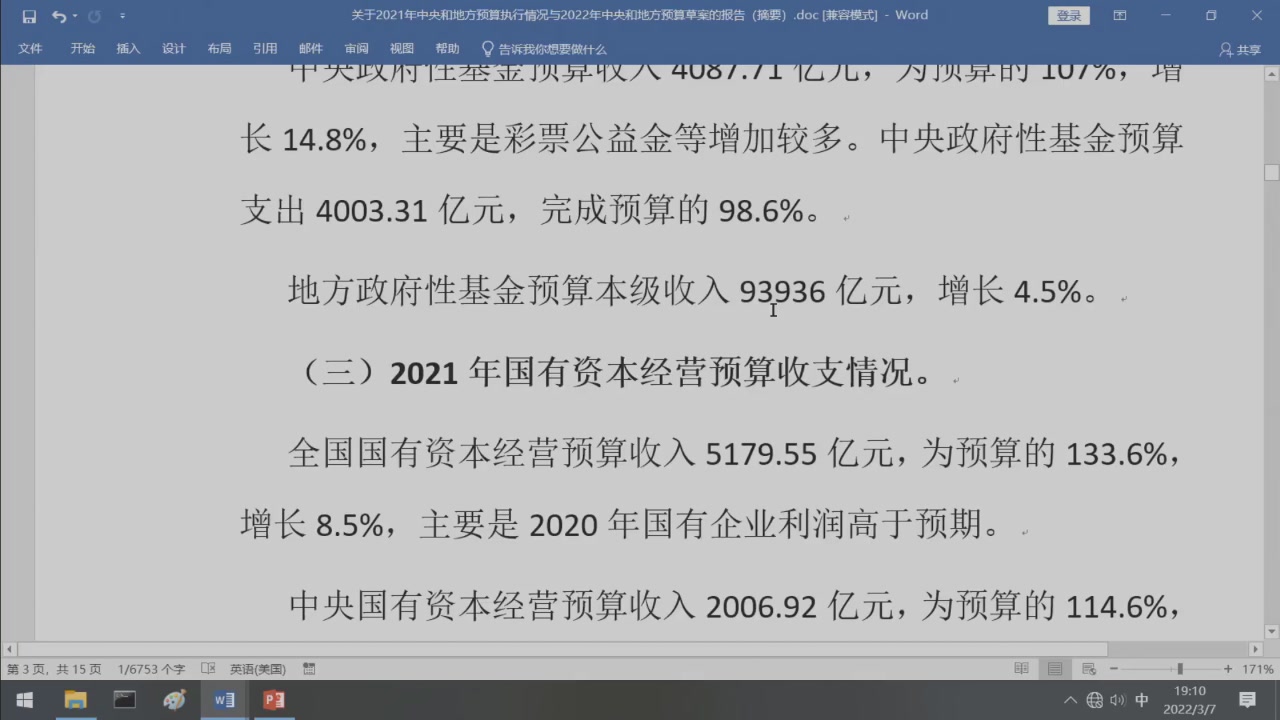 关于2021年中央和地方预算执行情况与2022年中央和地方预算草案的报告（摘要）.doc [兼容模式] - Word
登录
文件 开始 插入 设计 布局 引用 邮件 审阅 视图 帮助 告诉我你想要做什么 共享
中央政府性基金预算收入 4087.71 亿元，为预算的 107%，增
长 14.8%，主要是彩票公益金等增加较多。中央政府性基金预算
支出 4003.31 亿元，完成预算的 98.6%。
地方政府性基金预算本级收入 93936 亿元，增长 4.5%。
（三）2021 年国有资本经营预算收支情况。
全国国有资本经营预算收入 5179.55 亿元，为预算的 133.6%，
增长 8.5%，主要是 2020 年国有企业利润高于预期。
中央国有资本经营预算收入 2006.92 亿元，为预算的 114.6%，
第 3 页，共 15 页 1/6753 个字 英语(美国) 171%
中 19:10
2022/3/7